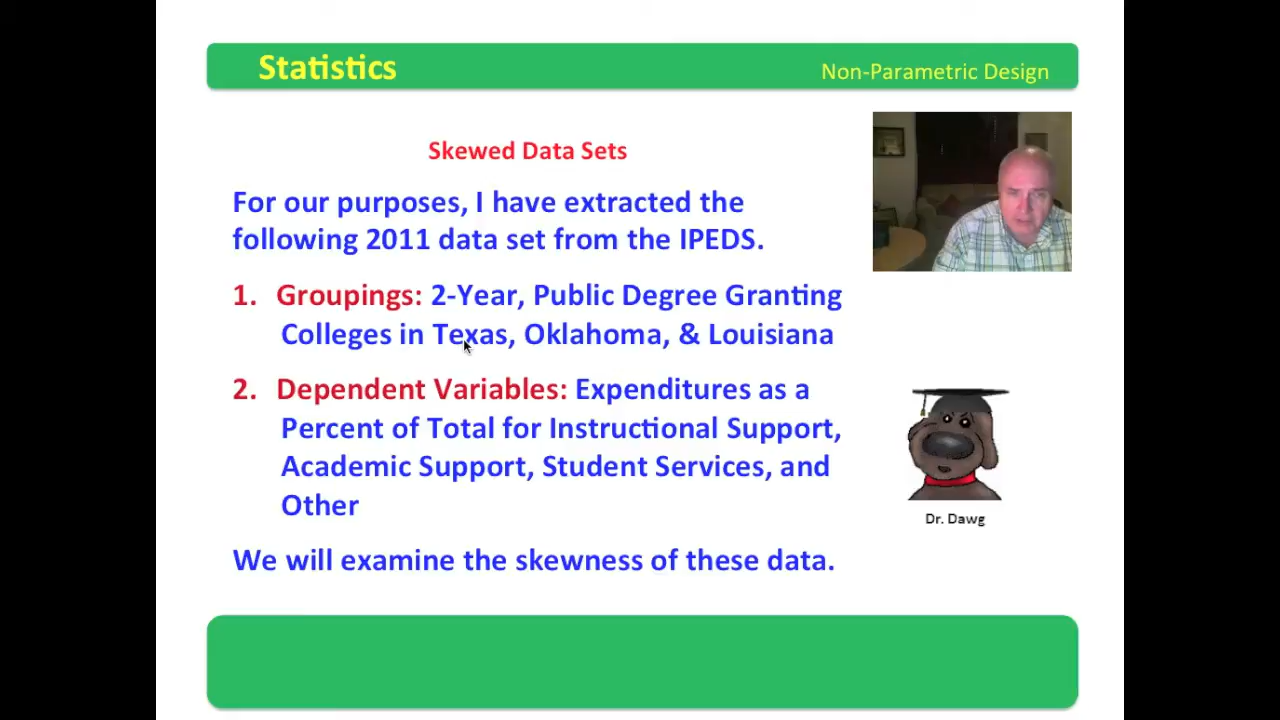 Statistics
Non-Parametric Design
Skewed Data Sets
For our purposes, I have extracted the
following 2011 data set from the IPEDS.
1. Groupings: 2-Year, Public Degree Granting
Colleges in Texas, Oklahoma, & Louisiana
2. Dependent Variables: Expenditures as a
Percent of Total for Instructional Support,
Academic Support, Student Services, and
Other
Dr. Dawg
We will examine the skewness of these data.